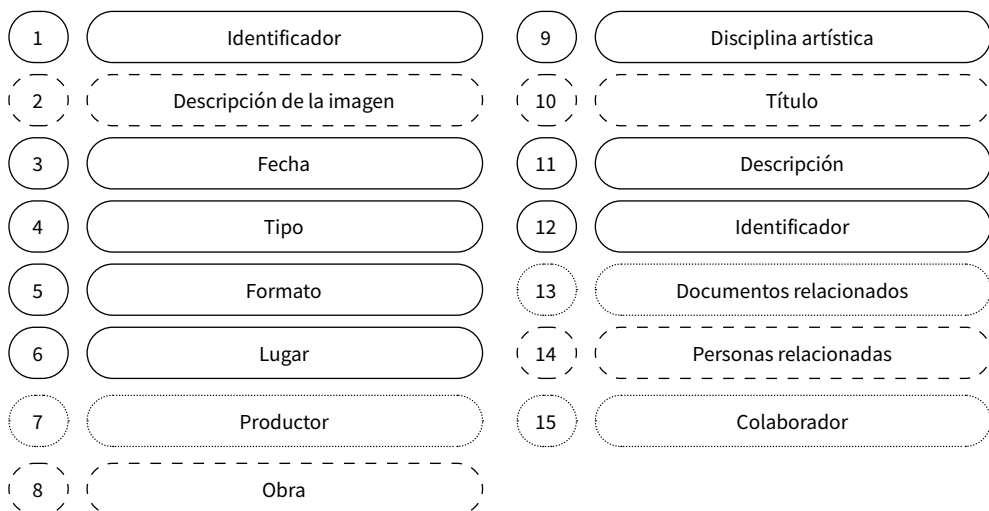 1 Identificador
2 Descripción de la imagen
3 Fecha
4 Tipo
5 Formato
6 Lugar
7 Productor
8 Obra
9 Disciplina artística
10 Título
11 Descripción
12 Identificador
13 Documentos relacionados
14 Personas relacionadas
15 Colaborador